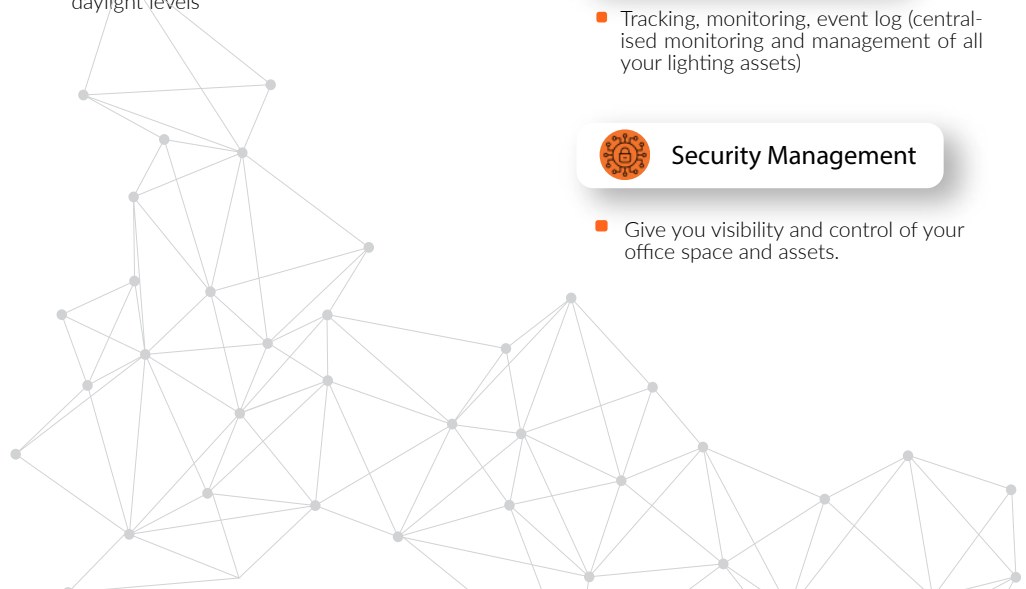 daylight levels
Tracking, monitoring, event log (central-
ised monitoring and management of all
your lighting assets)
Security Management
Give you visibility and control of your
office space and assets.